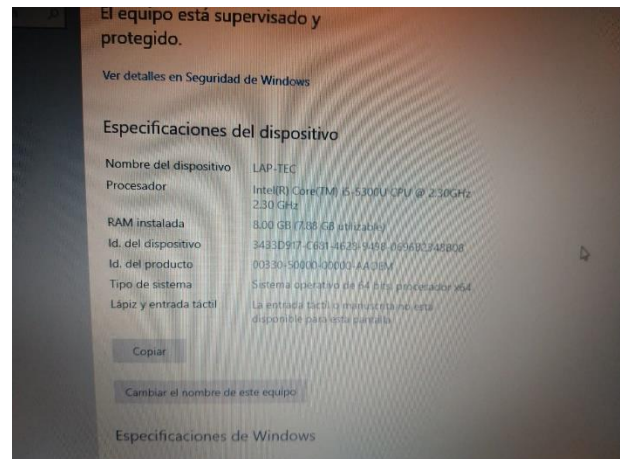 El equipo está supervisado y
protegido.
Ver detalles en Seguridad de Windows
Especificaciones del dispositivo
Nombre del dispositivo LAP-TEC
Procesador Intel(R) Core(TM) i5-5300U CPU @ 2.30GHz
2.30 GHz
RAM instalada 8.00 GB (7.88 GB utilizable)
Id. del dispositivo
Id. del producto 00330-50000-00000-AAOEM
Tipo de sistema Sistema operativo de 64 bits, procesador x64
Lápiz y entrada táctil La entrada táctil o manuscrita no está
disponible para esta pantalla
Copiar
Cambiar el nombre de este equipo
Especificaciones de Windows